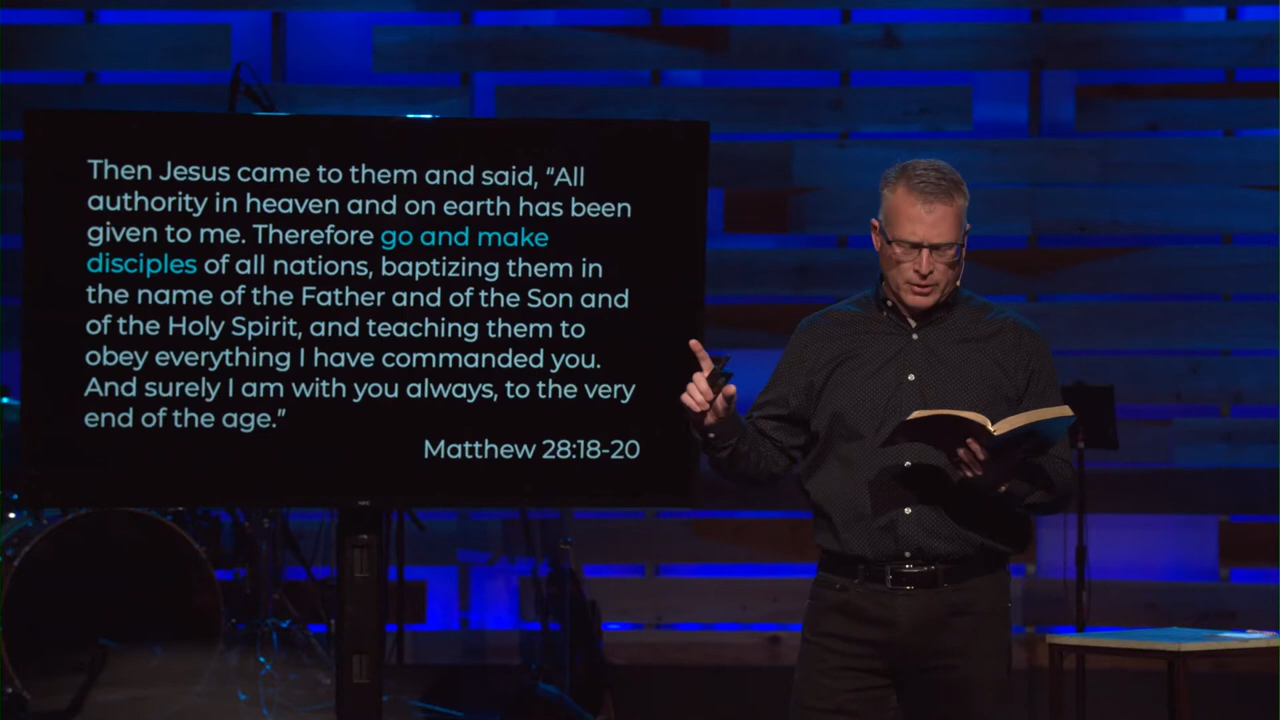 Then Jesus came to them and said, “All
authority in heaven and on earth has been
given to me. Therefore go and make
disciples of all nations, baptizing them in
the name of the Father and of the Son and
of the Holy Spirit, and teaching them to
obey everything I have commanded you.
And surely I am with you always, to the very
end of the age.”
Matthew 28:18-20